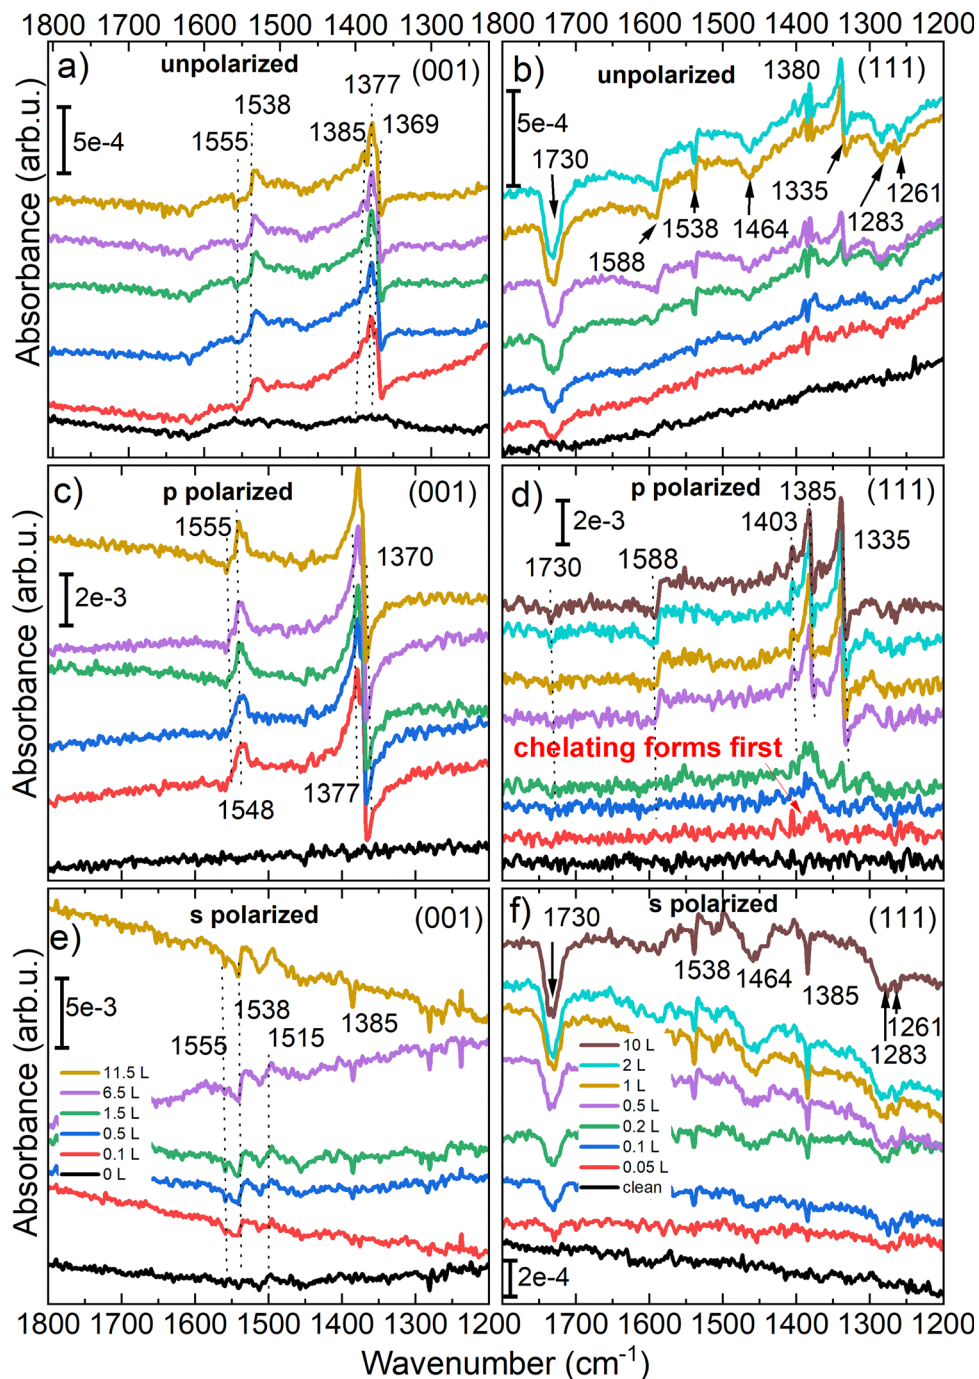 1800 1700 1600 1500 1400 1300
1700 1600 1500 1400 1300 1200
a) unpolarized (001)
1377
1538
1555 1385 1369
5e-4
b) unpolarized 1380 (111)
5e-4
1730
1335
1261
1538 1464 1283
1588
Absorbance (arb.u.)
c) p polarized (001)
1555
1370
2e-3
1548 1377
Absorbance (arb.u.)
d) p polarized 1385 (111)
2e-3 1403
1730 1588 1335
chelating forms first
e) s polarized (001)
5e-3
1538
1555 1515 1385
11.5 L
6.5 L
1.5 L
0.5 L
0.1 L
0 L
Absorbance (arb.u.)
f) 1730 s polarized (111)
1538 1464 1385
1261
1283
10 L
2 L
1 L
0.5 L
0.2 L
0.1 L
0.05 L
clean
2e-4
1800 1700 1600 1500 1400 1300
1700 1600 1500 1400 1300 1200
Wavenumber (cm⁻¹)